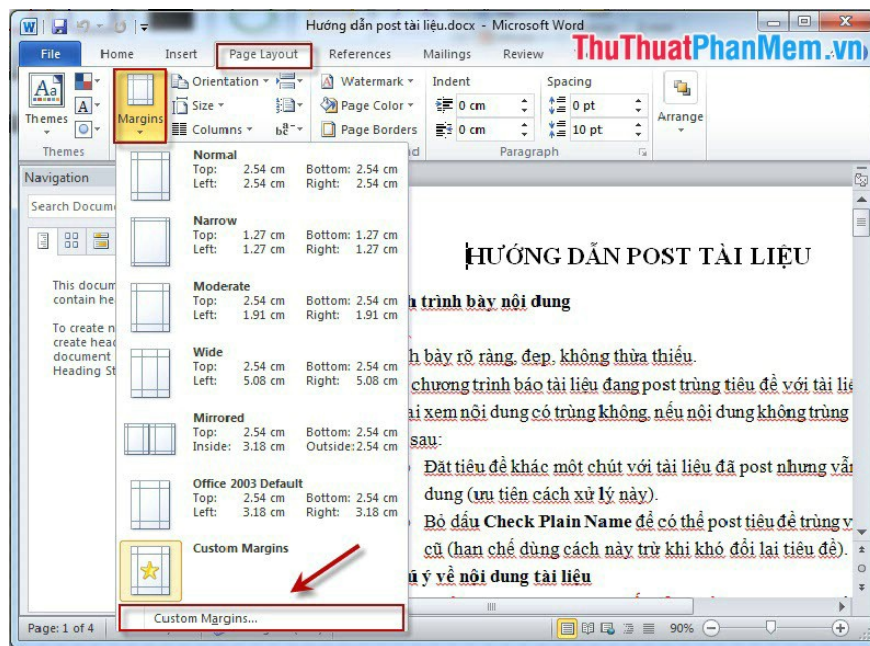 Hướng dẫn post tài liệu.docx - Microsoft Word
ThuThuatPhanMem.vn
File Home Insert Page Layout References Mailings Review
Themes
Margins
Orientation
Size
Columns
Watermark
Page Color
Page Borders
Indent
0 cm
0 cm
Spacing
0 pt
10 pt
Arrange
Themes
Paragraph
Navigation
Search Docum
This docum
contain he
To create n
create head
document
Heading St
Normal
Top: 2.54 cm Bottom: 2.54 cm
Left: 2.54 cm Right: 2.54 cm
Narrow
Top: 1.27 cm Bottom: 1.27 cm
Left: 1.27 cm Right: 1.27 cm
Moderate
Top: 2.54 cm Bottom: 2.54 cm
Left: 1.91 cm Right: 1.91 cm
Wide
Top: 2.54 cm Bottom: 2.54 cm
Left: 5.08 cm Right: 5.08 cm
Mirrored
Top: 2.54 cm Bottom: 2.54 cm
Inside: 3.18 cm Outside: 2.54 cm
Office 2003 Default
Top: 2.54 cm Bottom: 2.54 cm
Left: 3.18 cm Right: 3.18 cm
Custom Margins
Custom Margins...
HƯỚNG DẪN POST TÀI LIỆU
h trình bày nội dung
h bày rõ ràng, đẹp, không thừa thiếu.
chương trình báo tài liệu đang post trùng tiêu đề với tài liệ
ại xem nội dung có trùng không, nếu nội dung không trùng
sau:
Đặt tiêu đề khác một chút với tài liệu đã post nhưng vẫn
dung (ưu tiên cách xử lý này).
Bỏ dấu Check Plain Name để có thể post tiêu đề trùng v
cũ (hạn chế dùng cách này trừ khi khó đổi lại tiêu đề).
ú ý về nội dung tài liệu
Page: 1 of 4
90%